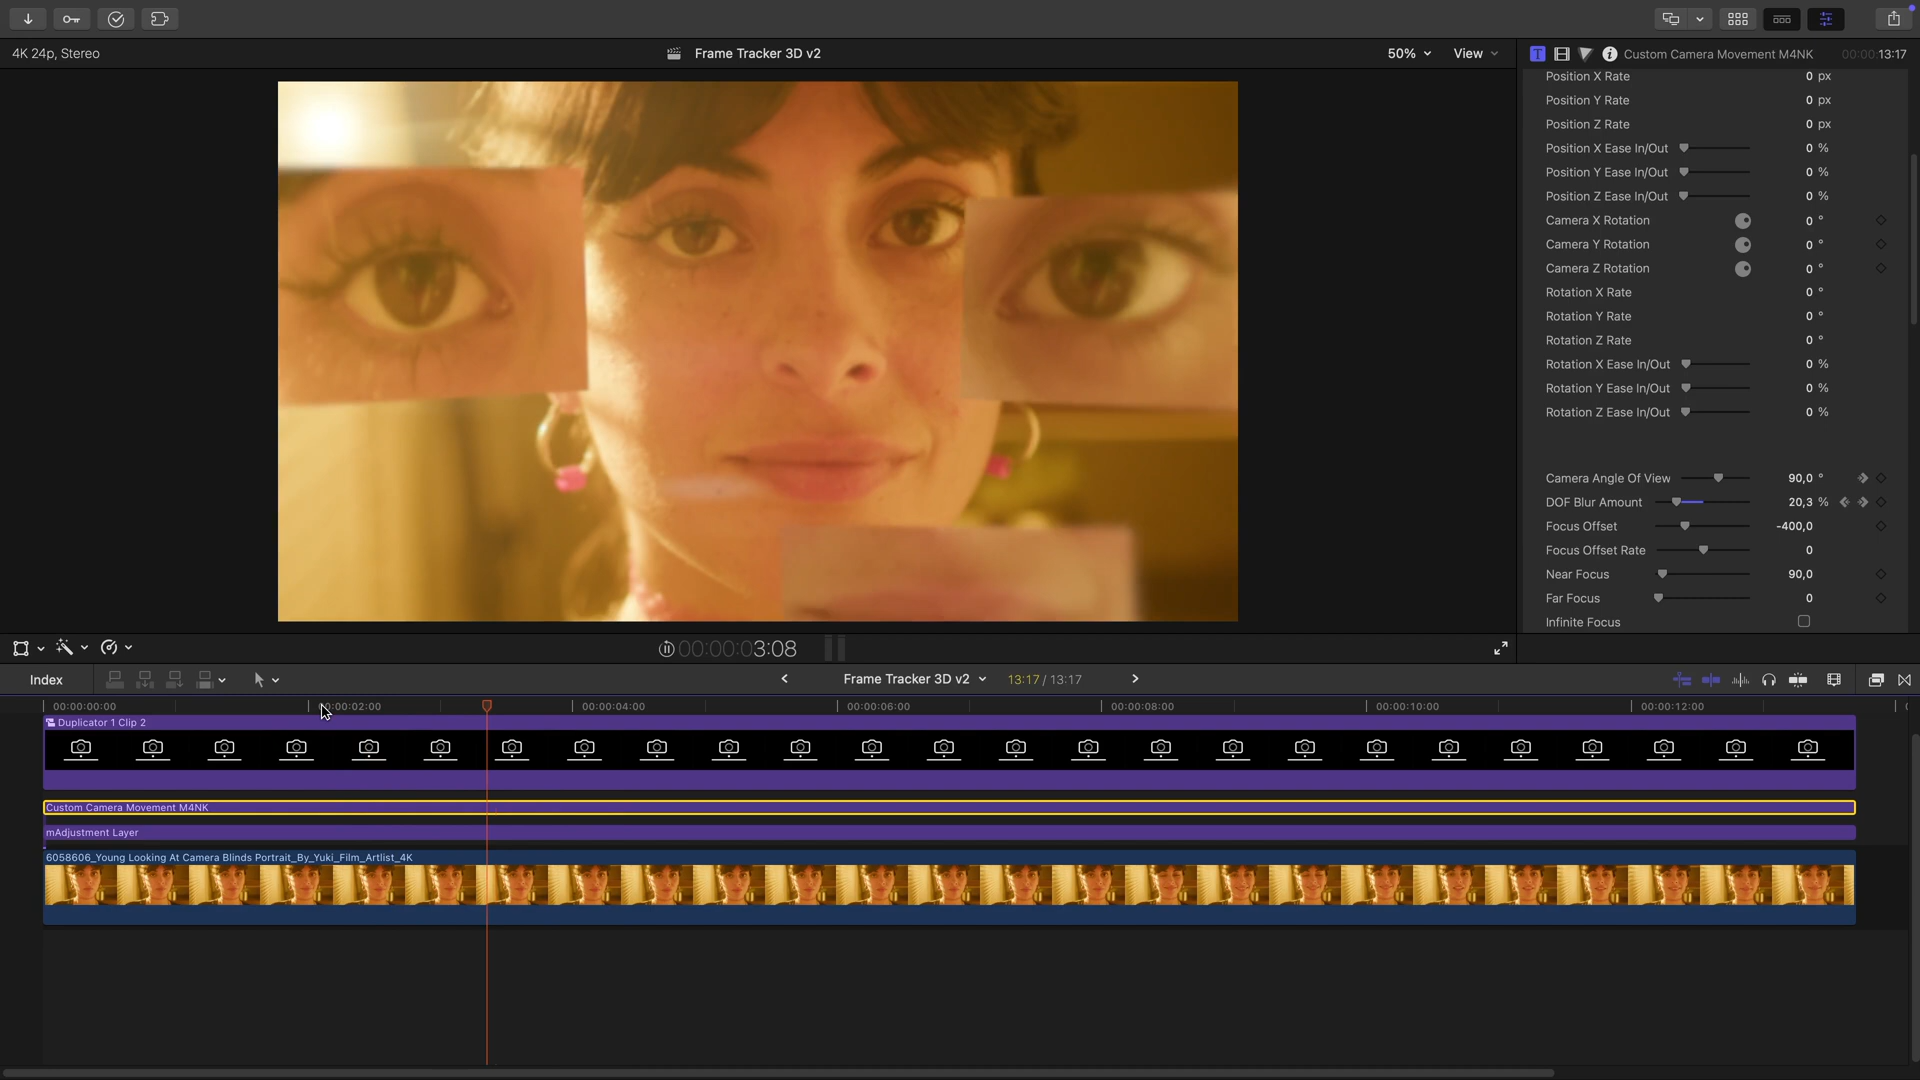 4K 24p, Stereo
Frame Tracker 3D v2
50%
View
T
Custom Camera Movement M4NK
00:00:13:17
Position X Rate
0 px
Position Y Rate
0 px
Position Z Rate
0 px
Position X Ease In/Out
0 %
Position Y Ease In/Out
0 %
Position Z Ease In/Out
0 %
Camera X Rotation
0 °
Camera Y Rotation
0 °
Camera Z Rotation
0 °
Rotation X Rate
0 °
Rotation Y Rate
0 °
Rotation Z Rate
0 °
Rotation X Ease In/Out
0 %
Rotation Y Ease In/Out
0 %
Rotation Z Ease In/Out
0 %
Camera Angle Of View
90,0 °
DOF Blur Amount
20,3 %
Focus Offset
-400,0
Focus Offset Rate
0
Near Focus
90,0
Far Focus
0
Infinite Focus
00:00:03:08
Index
Frame Tracker 3D v2
13:17 / 13:17
00:00:00:00
00:00:02:00
00:00:04:00
00:00:06:00
00:00:08:00
00:00:10:00
00:00:12:00
Duplicator 1 Clip 2
Custom Camera Movement M4NK
mAdjustment Layer
6058606_Young Looking At Camera Blinds Portrait_By_Yuki_Film_Artlist_4K